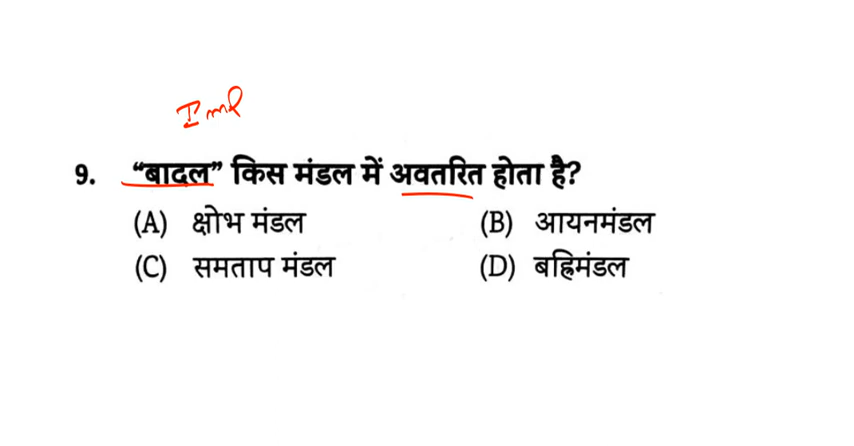 Imp
9. “बादल” किस मंडल में अवतरित होता है?
(A) क्षोभ मंडल (B) आयनमंडल
(C) समताप मंडल (D) बह्रिमंडल